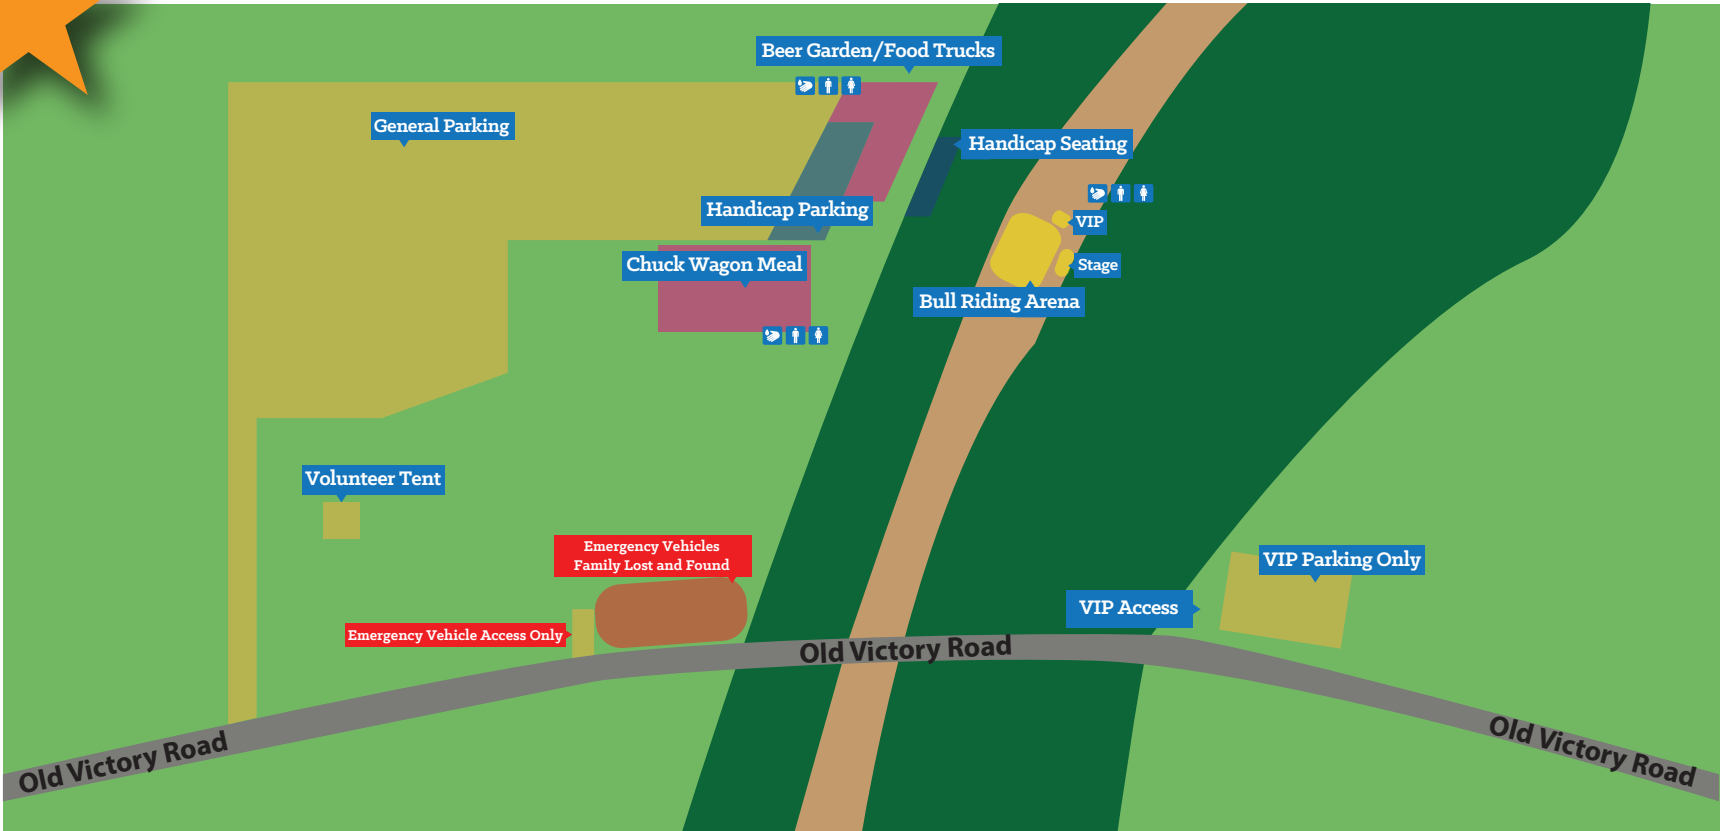 Beer Garden/Food Trucks
General Parking
Handicap Seating
Handicap Parking
VIP
Chuck Wagon Meal
Stage
Bull Riding Arena
Volunteer Tent
Emergency Vehicles
Family Lost and Found
VIP Parking Only
VIP Access
Emergency Vehicle Access Only
Old Victory Road
Old Victory Road
Old Victory Road